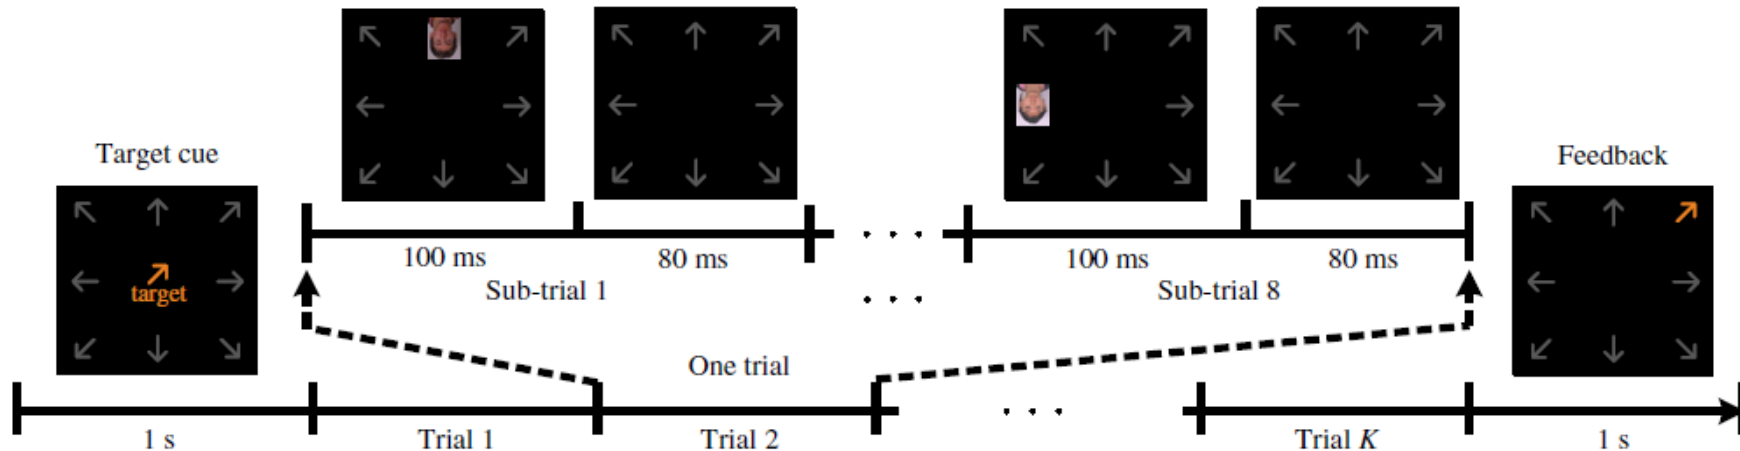 Target cue
target
100 ms
80 ms
Sub-trial 1
. . .
. . .
100 ms
80 ms
Sub-trial 8
Feedback
One trial
1 s
Trial 1
Trial 2
. . .
Trial K
1 s